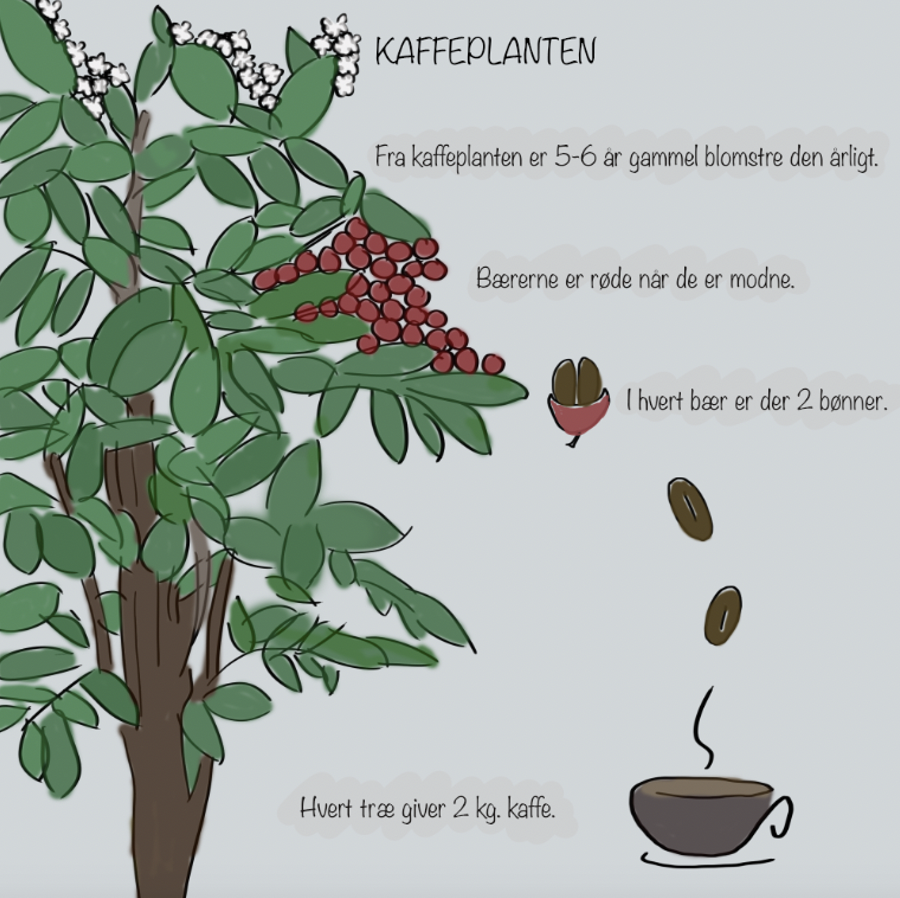 KAFFEPLANTEN
Fra kaffeplanten er 5-6 år gammel blomstre den årligt.
Bærerne er røde når de er modne.
I hvert bær er der 2 bønner.
Hvert træ giver 2 kg. kaffe.